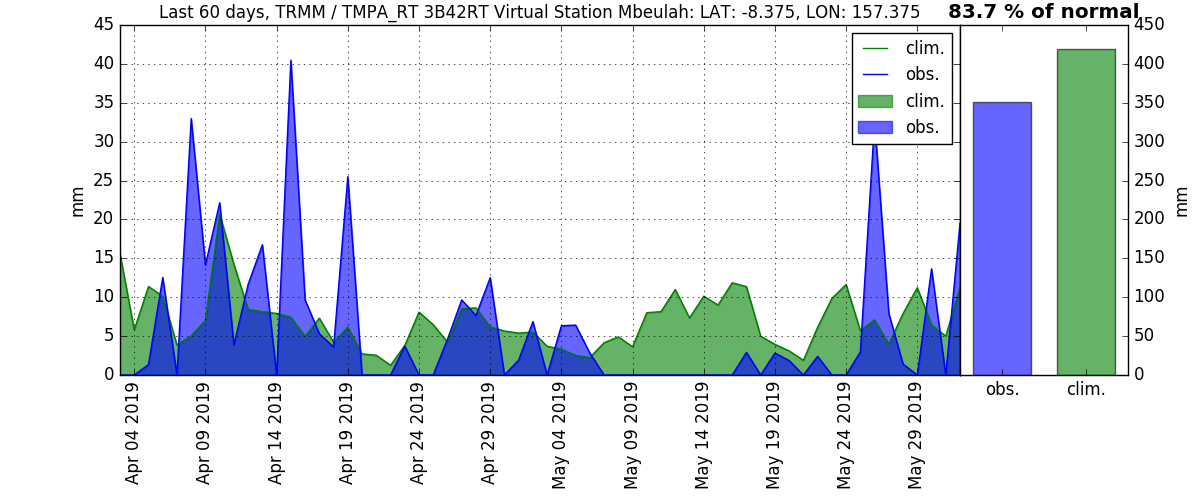 Last 60 days, TRMM / TMPA_RT 3B42RT Virtual Station Mbeulah: LAT: -8.375, LON: 157.375
83.7 % of normal
45
40
35
30
25
20
15
10
5
0
mm
clim.
obs.
clim.
obs.
450
400
350
300
250
200
150
100
50
0
mm
obs.
clim.
Apr 04 2019
Apr 09 2019
Apr 14 2019
Apr 19 2019
Apr 24 2019
Apr 29 2019
May 04 2019
May 09 2019
May 14 2019
May 19 2019
May 24 2019
May 29 2019